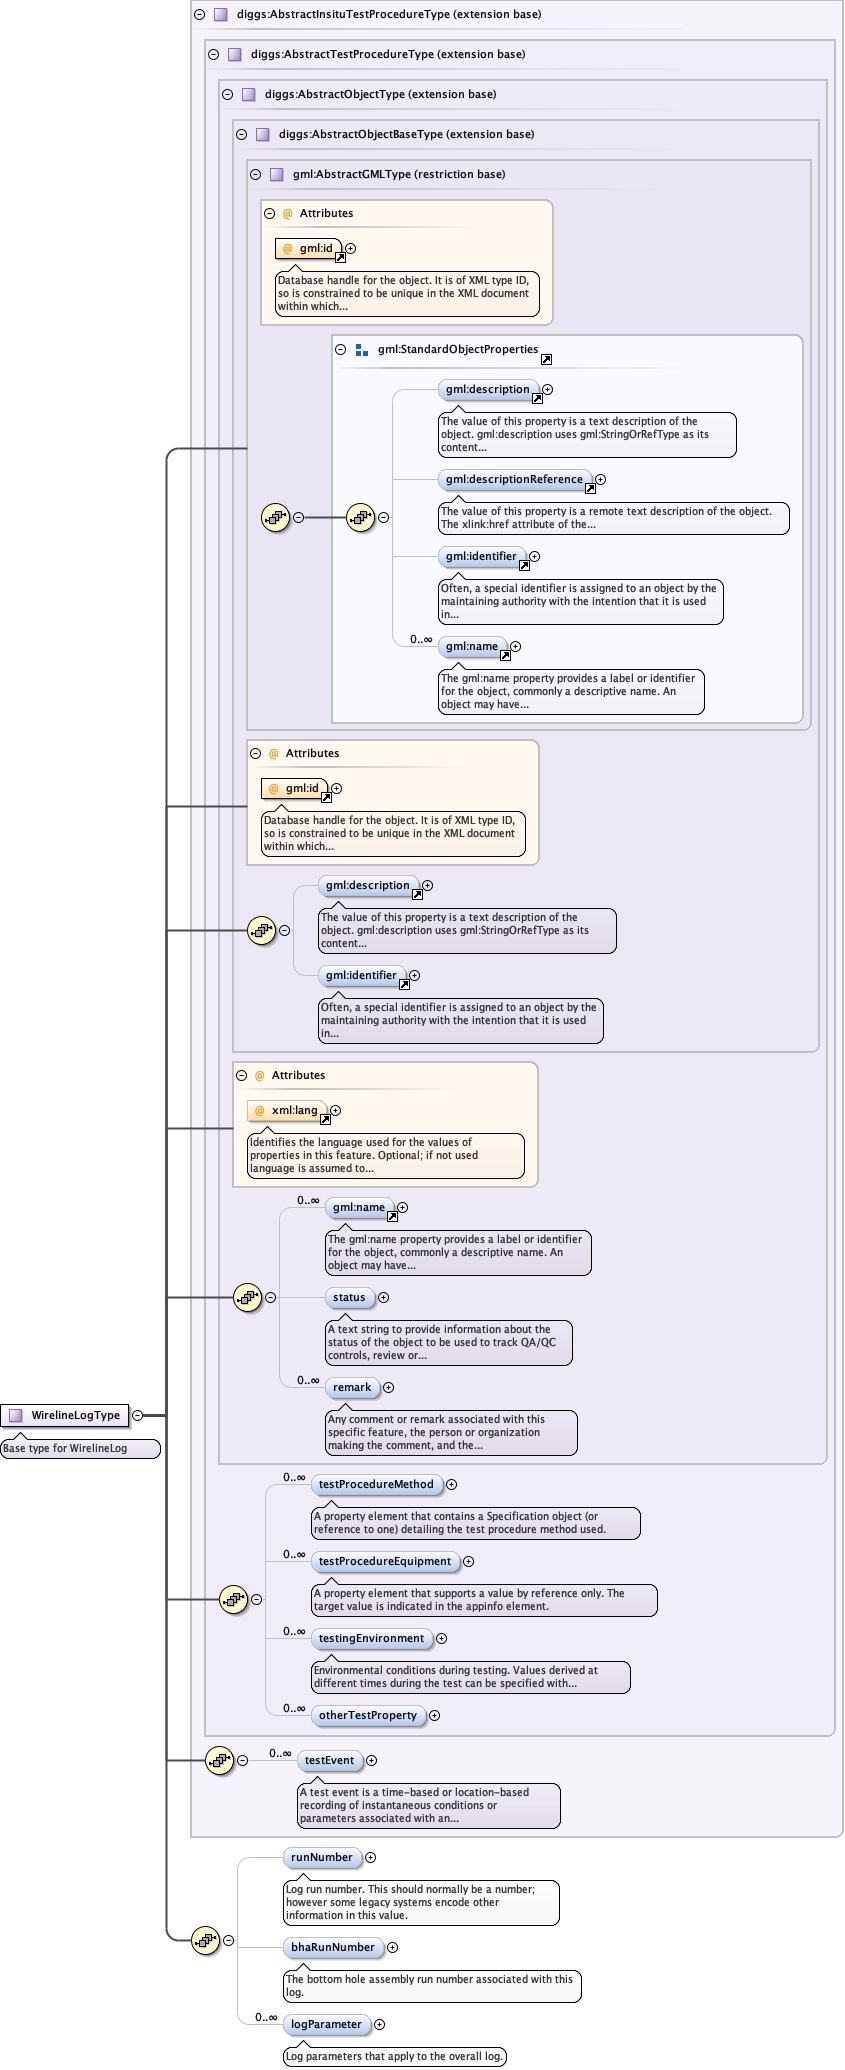 diggs:AbstractInsituTestProcedureType (extension base)
diggs:AbstractTestProcedureType (extension base)
diggs:AbstractObjectType (extension base)
diggs:AbstractObjectBaseType (extension base)
gml:AbstractGMLType (restriction base)
@ Attributes
@ gml:id
Database handle for the object. It is of XML type ID,
so is constrained to be unique in the XML document
within which...
gml:StandardObjectProperties
gml:description
The value of this property is a text description of the
object. gml:description uses gml:StringOrRefType as its
content...
gml:descriptionReference
The value of this property is a remote text description of the object.
The xlink:href attribute of the...
gml:identifier
Often, a special identifier is assigned to an object by the
maintaining authority with the intention that it is used
in...
0..∞
gml:name
The gml:name property provides a label or identifier
for the object, commonly a descriptive name. An
object may have...
@ Attributes
@ gml:id
Database handle for the object. It is of XML type ID,
so is constrained to be unique in the XML document
within which...
gml:description
The value of this property is a text description of the
object. gml:description uses gml:StringOrRefType as its
content...
gml:identifier
Often, a special identifier is assigned to an object by the
maintaining authority with the intention that it is used
in...
@ Attributes
@ xml:lang
Identifies the language used for the values of
properties in this feature. Optional; if not used
language is assumed to...
0..∞
gml:name
The gml:name property provides a label or identifier
for the object, commonly a descriptive name. An
object may have...
status
A text string to provide information about the
status of the object to be used to track QA/QC
controls, review or...
0..∞
remark
Any comment or remark associated with this
specific feature, the person or organization
making the comment, and the...
WirelineLogType
Base type for WirelineLog
0..∞
testProcedureMethod
A property element that contains a Specification object (or
reference to one) detailing the test procedure method used.
0..∞
testProcedureEquipment
A property element that supports a value by reference only. The
target value is indicated in the appinfo element.
0..∞
testingEnvironment
Environmental conditions during testing. Values derived at
different times during the test can be specified with...
0..∞
otherTestProperty
0..∞
testEvent
A test event is a time-based or location-based
recording of instantaneous conditions or
parameters associated with an...
runNumber
Log run number. This should normally be a number;
however some legacy systems encode other
information in this value.
bhaRunNumber
The bottom hole assembly run number associated with this
log.
0..∞
logParameter
Log parameters that apply to the overall log.